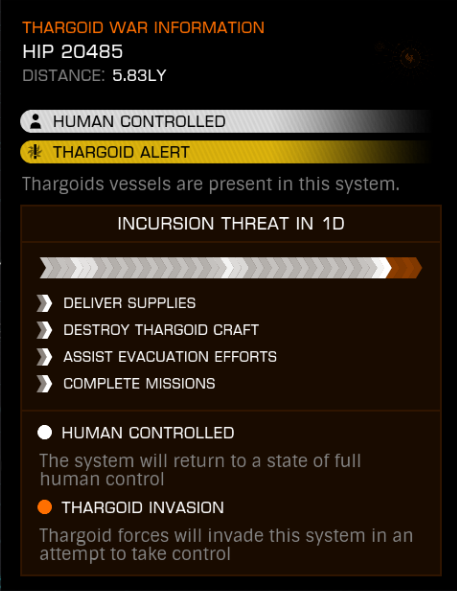 THARGOID WAR INFORMATION
HIP 20485
DISTANCE: 5.83LY
HUMAN CONTROLLED
THARGOID ALERT
Thargoids vessels are present in this system.
INCURSION THREAT IN 1D
DELIVER SUPPLIES
DESTROY THARGOID CRAFT
ASSIST EVACUATION EFFORTS
COMPLETE MISSIONS
HUMAN CONTROLLED
The system will return to a state of full
human control
THARGOID INVASION
Thargoid forces will invade this system in an
attempt to take control